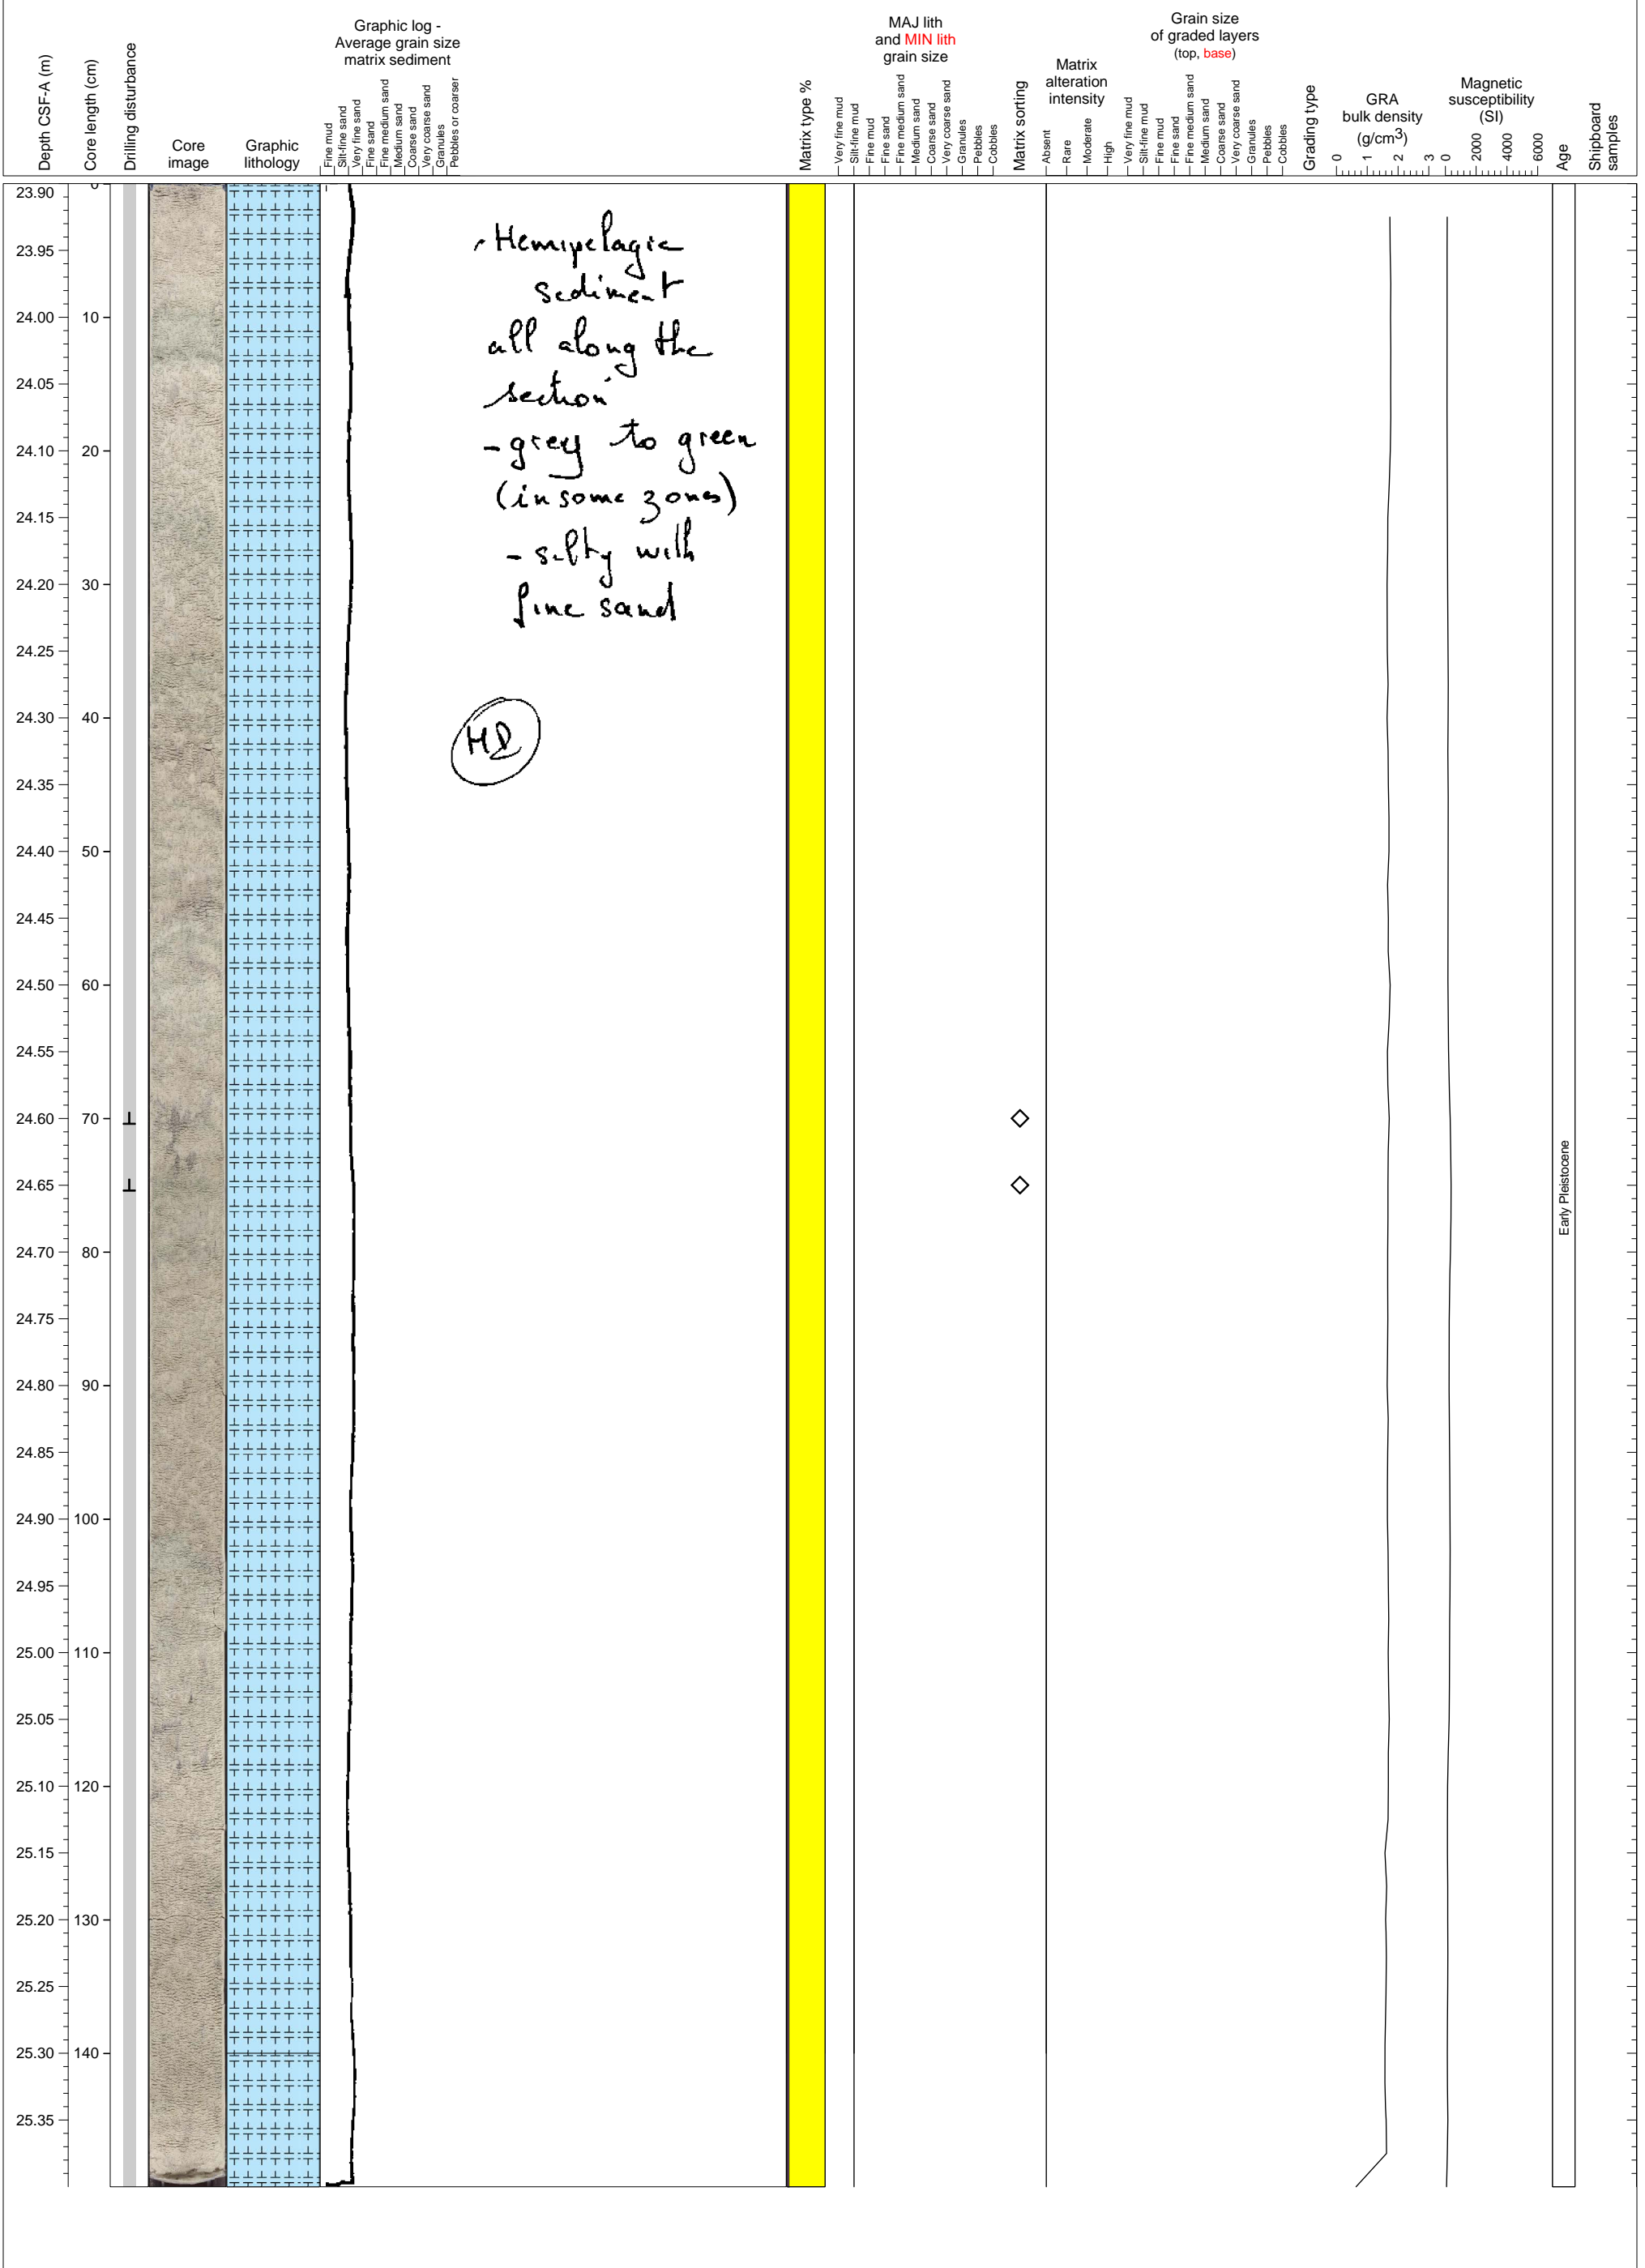 Graphic log -
Average grain size
matrix sediment
MAJ lith
and MIN lith
grain size
Grain size
of graded layers
(top, base)
Matrix
alteration
intensity
GRA
bulk density
(g/cm3)
Magnetic
susceptibility
(SI)
Depth CSF-A (m)
Core length (cm)
Drilling disturbance
Core
image
Graphic
lithology
Fine mud
Silt-fine sand
Very fine sand
Fine sand
Fine medium sand
Medium sand
Coarse sand
Very coarse sand
Granules
Pebbles or coarser
Matrix type %
Very fine mud
Silt-fine mud
Fine mud
Fine sand
Fine medium sand
Medium sand
Coarse sand
Very coarse sand
Granules
Pebbles
Cobbles
Matrix sorting
Absent
Rare
Moderate
High
Very fine mud
Silt-fine mud
Fine mud
Fine sand
Fine medium sand
Medium sand
Coarse sand
Very coarse sand
Granules
Pebbles
Cobbles
Grading type
0 1 2 3
0 2000 4000 6000
Age
Shipboard
samples
23.90 0
23.95
24.00 10
24.05
24.10 20
24.15
24.20 30
24.25
24.30 40
24.35
24.40 50
24.45
24.50 60
24.55
24.60 70
24.65
24.70 80
24.75
24.80 90
24.85
24.90 100
24.95
25.00 110
25.05
25.10 120
25.15
25.20 130
25.25
25.30 140
25.35
- Hemipelagic
sediment
all along the
section
- grey to green
(in some zones)
- silty with
fine sand
HD
Early Pleistocene